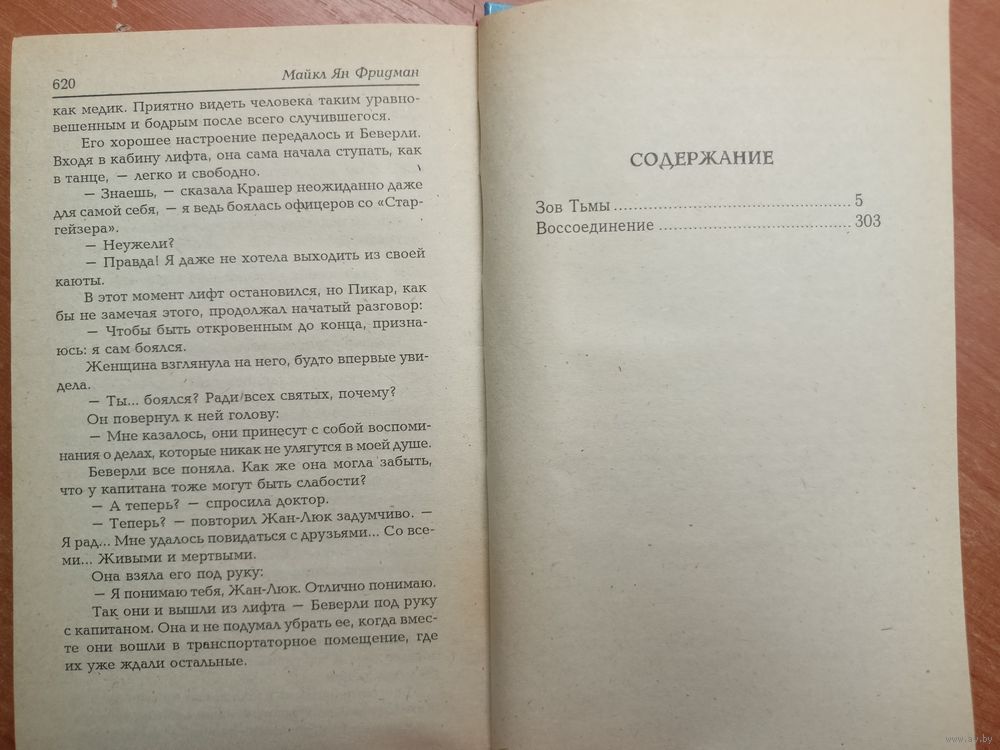 620
Майкл Ян Фридман
как медик. Приятно видеть человека таким уравно-
вешенным и бодрым после всего случившегося.
Его хорошее настроение передалось и Беверли.
Входя в кабину лифта, она сама начала ступать, как
в танце, — легко и свободно.
— Знаешь, — сказала Крашер неожиданно даже
для самой себя, — я ведь боялась офицеров со «Стар-
гейзера».
— Неужели?
— Правда! Я даже не хотела выходить из своей
каюты.
В этот момент лифт остановился, но Пикар, как
бы не замечая этого, продолжал начатый разговор:
— Чтобы быть откровенным до конца, призна-
юсь: я сам боялся.
Женщина взглянула на него, будто впервые уви-
дела.
— Ты... боялся? Ради всех святых, почему?
Он повернул к ней голову:
— Мне казалось, они принесут с собой воспоми-
нания о делах, которые никак не улягутся в моей душе.
Беверли все поняла. Как же она могла забыть,
что у капитана тоже могут быть слабости?
— А теперь? — спросила доктор.
— Теперь? — повторил Жан-Люк задумчиво. —
Я рад... Мне удалось повидаться с друзьями... Со все-
ми... Живыми и мертвыми.
Она взяла его под руку:
— Я понимаю тебя, Жан-Люк. Отлично понимаю.
Так они и вышли из лифта — Беверли под руку
с капитаном. Она и не подумал убрать ее, когда вмес-
те они вошли в транспортаторное помещение, где
их уже ждали остальные.
СОДЕРЖАНИЕ
Зов Тьмы ........................................ 5
Воссоединение ................................ 303
www.ay.by